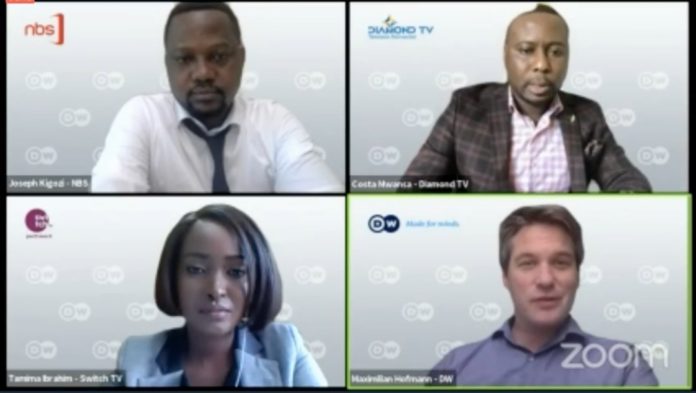 nbs
DIAMOND TV
Joseph Kigozi - NBS
Costa Mwansa - Diamond TV
DW
Made for minds.
Tamima Ibrahim - Switch TV
Maximilian Hofmann - DW
zoom